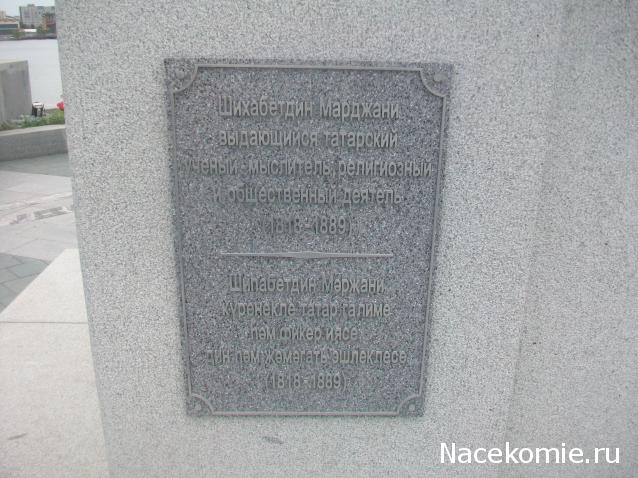 Шихабетдин Марджани
выдающийся татарский
ученый - мыслитель, религиозный
и общественный деятель
(1818 - 1889)
Шиһабетдин Мәрҗани
күренекле татар галиме
һәм фикер иясе
дин һәм җәмәгать эшлеклесе
(1818 - 1889)
Nacekomie.ru